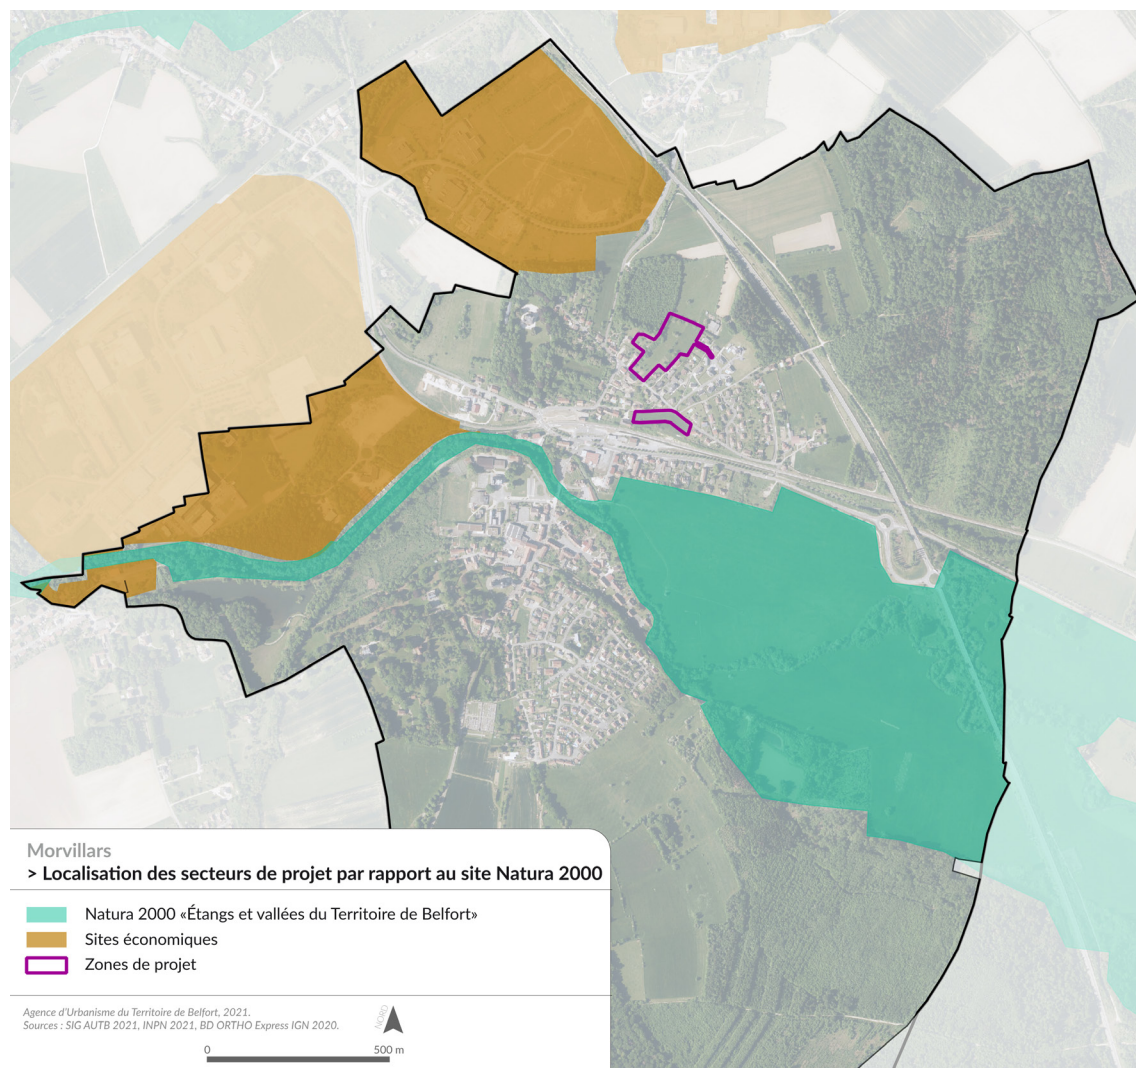 Morvillars
> Localisation des secteurs de projet par rapport au site Natura 2000
Natura 2000 «Étangs et vallées du Territoire de Belfort»
Sites économiques
Zones de projet
Agence d'Urbanisme du Territoire de Belfort, 2021.
Sources : SIG AUTB 2021, INPN 2021, BD ORTHO Express IGN 2020.
NORD
0 500 m